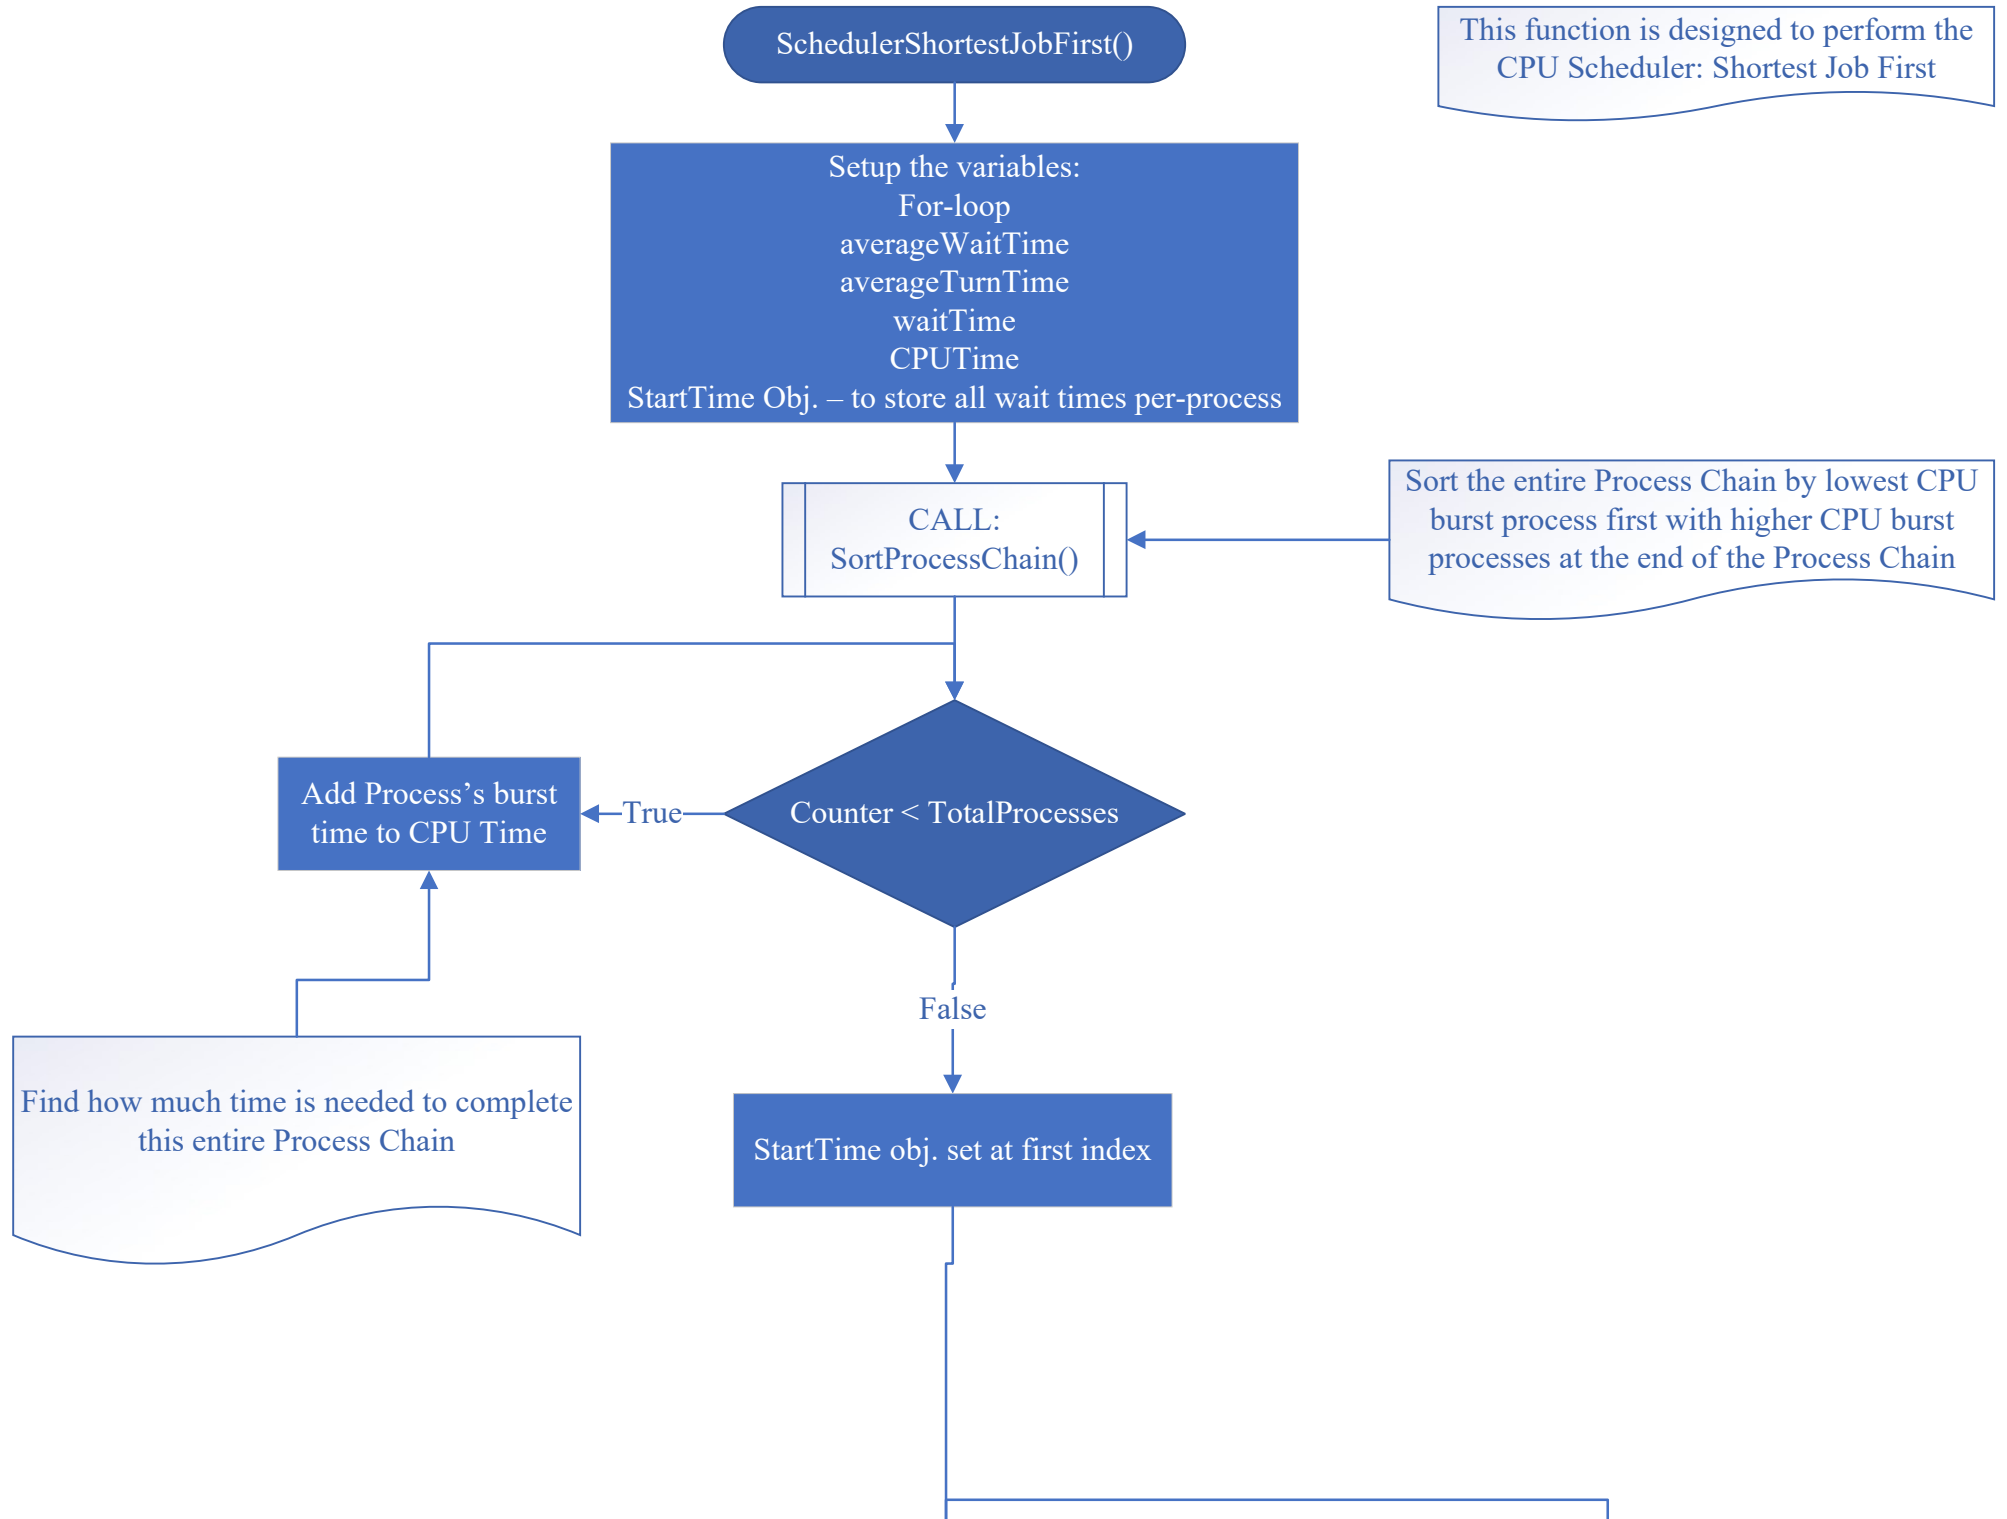 SchedulerShortestJobFirst()
This function is designed to perform the
CPU Scheduler: Shortest Job First
Setup the variables:
For-loop
averageWaitTime
averageTurnTime
waitTime
CPUTime
StartTime Obj. – to store all wait times per-process
CALL:
SortProcessChain()
Sort the entire Process Chain by lowest CPU
burst process first with higher CPU burst
processes at the end of the Process Chain
Add Process’s burst
time to CPU Time
True
Counter < TotalProcesses
False
Find how much time is needed to complete
this entire Process Chain
StartTime obj. set at first index